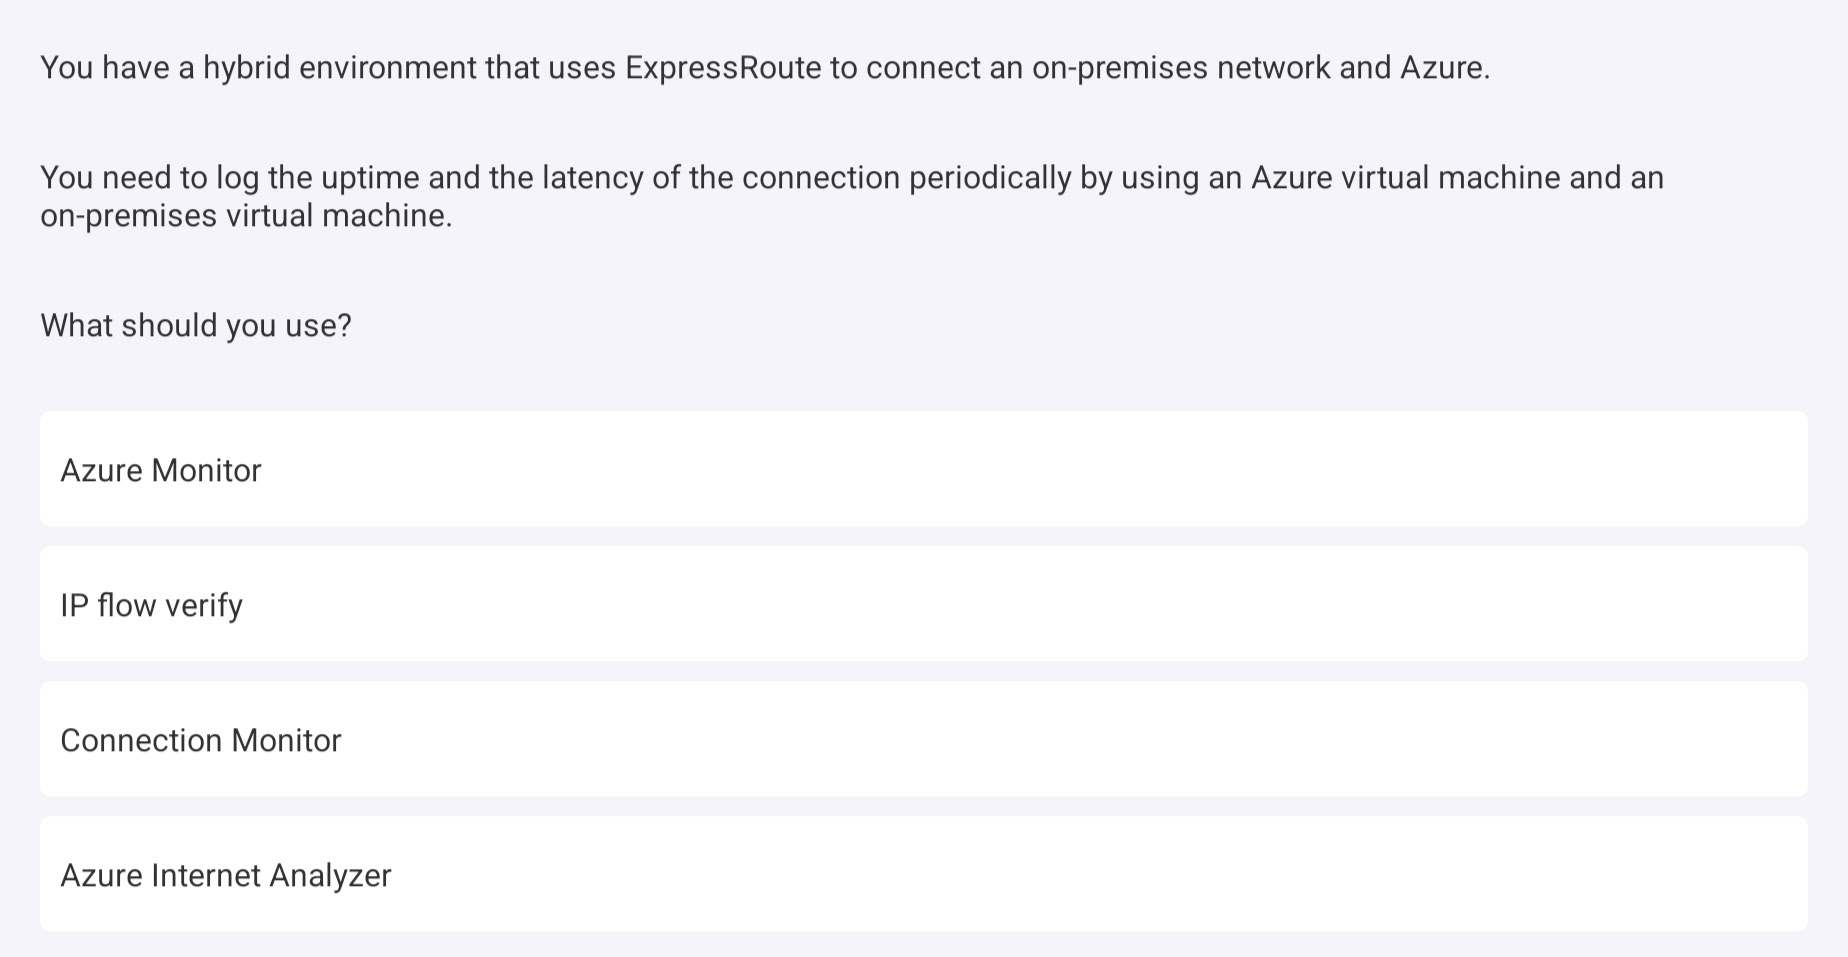 You have a hybrid environment that uses ExpressRoute to connect an on-premises network and Azure.
You need to log the uptime and the latency of the connection periodically by using an Azure virtual machine and an
on-premises virtual machine.
What should you use?
Azure Monitor
IP flow verify
Connection Monitor
Azure Internet Analyzer